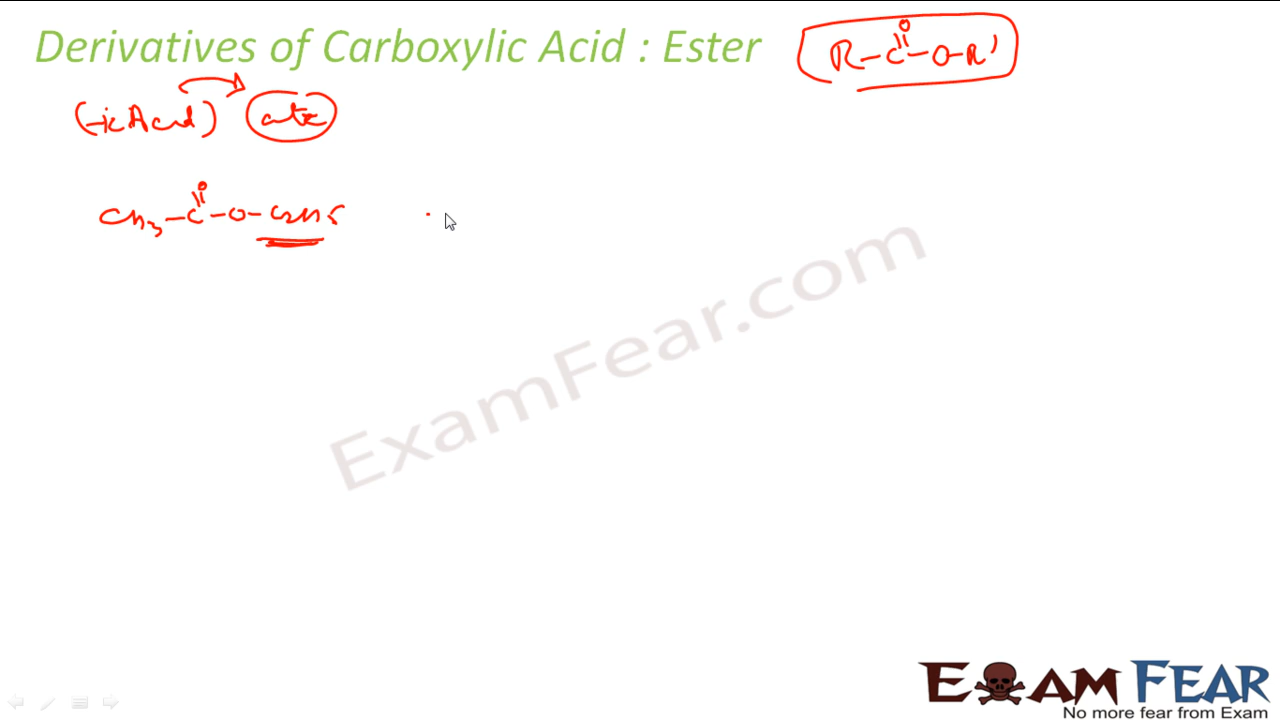 Derivatives of Carboxylic Acid : Ester
R-C(=O)-O-R'
(-ic Acid) ate
CH3-C(=O)-O-C2H5
ExamFear.com
EXAM FEAR
No more fear from Exam